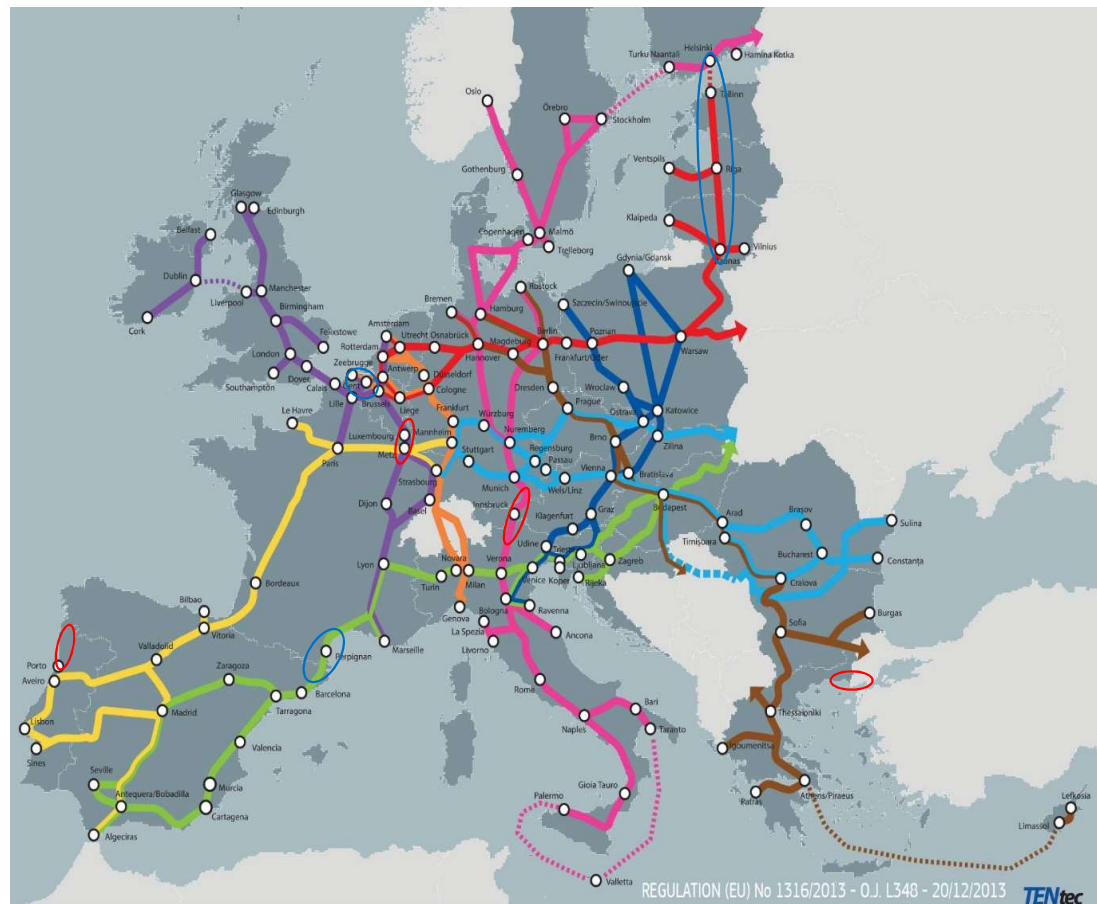 Helsinki
Turku Naantali
Hamina Kotka
Oslo
Örebro
Tallinn
Stockholm
Ventspils
Riga
Gothenburg
Glasgow
Edinburgh
Klaipeda
Belfast
Copenhagen
Malmö
Trelleborg
Vilnius
Gdynia/Gdansk
Dublin
Manchester
Liverpool
Rostock
Bremen
Hamburg
Szczecin/Swinoujscie
Birmingham
Cork
Felixstowe
Amsterdam
Utrecht
Osnabrück
Magdeburg
Berlin
Poznan
Rotterdam
Warsaw
London
Zeebrugge
Hannover
Frankfurt/Oder
Antwerp
Düsseldorf
Dover
Southampton
Calais
Gent
Cologne
Dresden
Wroclaw
Lille
Brussels
Liege
Le Havre
Frankfurt
Prague
Ostrava
Katowice
Luxembourg
Mannheim
Würzburg
Nuremberg
Brno
Zilina
Paris
Metz
Stuttgart
Regensburg
Passau
Vienna
Strasbourg
Munich
Wels/Linz
Bratislava
Dijon
Basel
Innsbruck
Budapest
Klagenfurt
Graz
Arad
Braşov
Sulina
Udine
Timişoara
Lyon
Novara
Verona
Trieste
Ljubljana
Zagreb
Bucharest
Constanţa
Turin
Milan
Venice
Koper
Rijeka
Craiova
Bordeaux
Bilbao
Genova
Bologna
Ravenna
Burgas
Vitoria
La Spezia
Ancona
Sofia
Valladolid
Marseille
Livorno
Perpignan
Porto
Aveiro
Zaragoza
Barcelona
Rome
Madrid
Tarragona
Bari
Thessalponiki
Lisbon
Naples
Taranto
Valencia
Igoumenitsa
Sines
Seville
Murcia
Gioia Tauro
Athens/Piraeus
Antequera/Bobadilla
Palermo
Patras
Lefkosia
Cartagena
Limassol
Algeciras
Valletta
REGULATION (EU) No 1316/2013 - O.J. L348 - 20/12/2013
TENtec